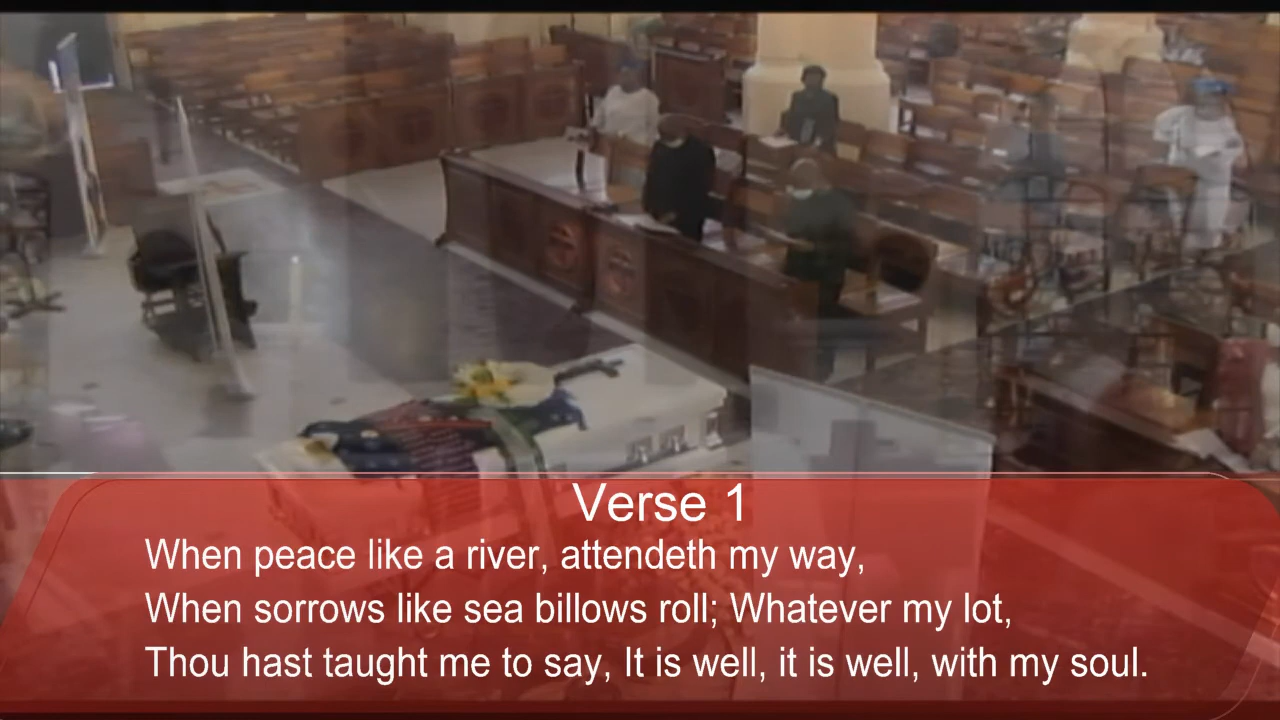 Verse 1
When peace like a river, attendeth my way,
When sorrows like sea billows roll; Whatever my lot,
Thou hast taught me to say, It is well, it is well, with my soul.